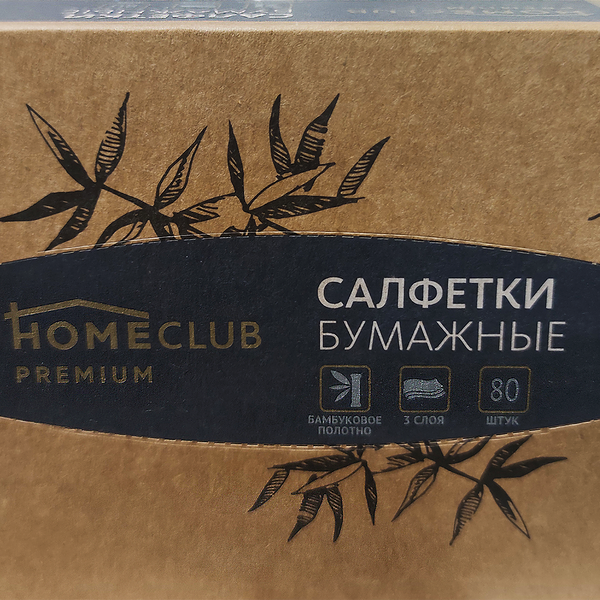 HOMECLUB
PREMIUM
САЛФЕТКИ
БУМАЖНЫЕ
БАМБУКОВОЕ
ПОЛОТНО
3 СЛОЯ
80
ШТУК